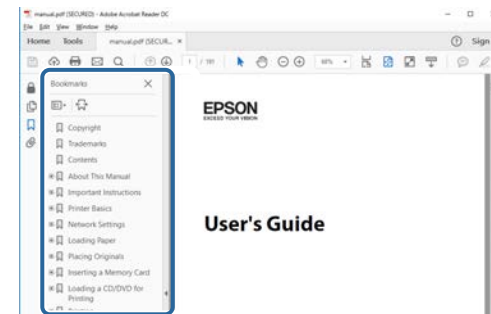 manual.pdf (SECURED) - Adobe Acrobat Reader DC
File Edit View Window Help
Home Tools manual.pdf (SECUR... ×
Sign
1 / 191
Bookmarks
Copyright
Trademarks
Contents
About This Manual
Important Instructions
Printer Basics
Network Settings
Loading Paper
Placing Originals
Inserting a Memory Card
Loading a CD/DVD for
Printing
EPSON
EXCEED YOUR VISION
User's Guide